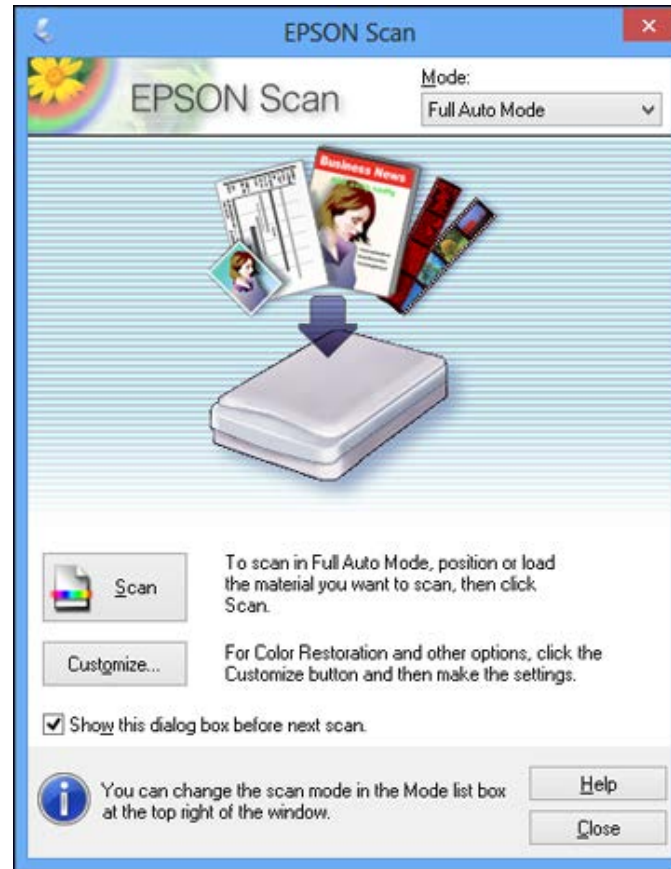 EPSON Scan
EPSON Scan
Mode:
Full Auto Mode
Business News
Scan
To scan in Full Auto Mode, position or load
the material you want to scan, then click
Scan.
Customize...
For Color Restoration and other options, click the
Customize button and then make the settings.
Show this dialog box before next scan.
You can change the scan mode in the Mode list box
at the top right of the window.
Help
Close